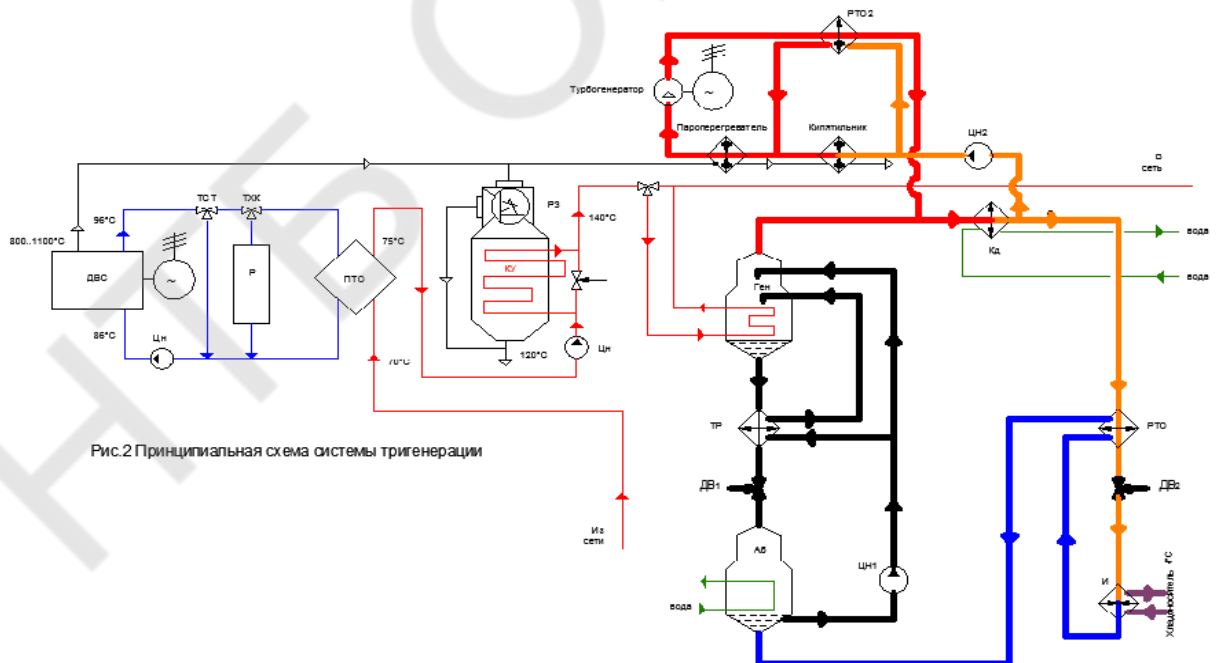 НТБ О
РТО2
Турбогенератор
~
Пароперегреватель
Кипятильник
ЦН2
о
сеть
ТСТ
ТХК
РЗ
96°С
140°С
800..1100°С
75°С
вода
Кд
ДВС
~
Р
ПТО
КУ
Ген
вода
86°С
Цн
120°С
Цн
70°С
ТР
РТО
Рис.2 Принципиальная схема системы тригенерации
ДВ1
ДВ2
Из
сети
Аб
ЦН1
И
вода
Хладоноситель